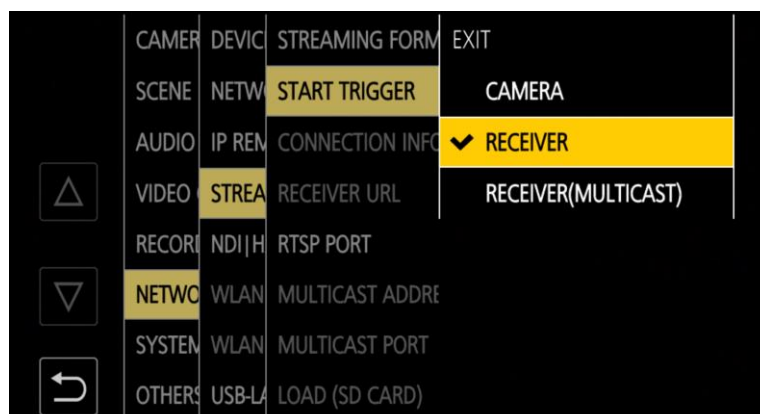 CAMER
SCENE
AUDIO
VIDEO
RECORD
NETWO
SYSTEM
OTHERS
DEVIC
NETW
IP REM
STREA
NDI|H
WLAN
WLAN
USB-LA
STREAMING FORM
START TRIGGER
CONNECTION INFO
RECEIVER URL
RTSP PORT
MULTICAST ADDRE
MULTICAST PORT
LOAD (SD CARD)
EXIT
CAMERA
RECEIVER
RECEIVER(MULTICAST)